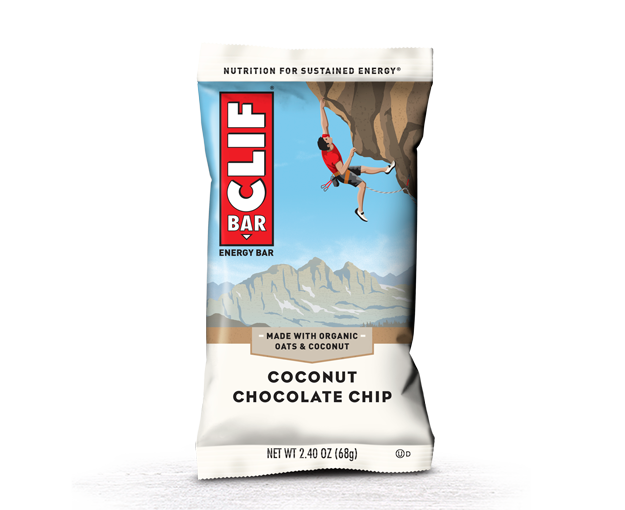 NUTRITION FOR SUSTAINED ENERGY®
CLIF®
BAR
ENERGY BAR
MADE WITH ORGANIC
OATS & COCONUT
COCONUT
CHOCOLATE CHIP
NET WT 2.40 OZ (68g)
U D